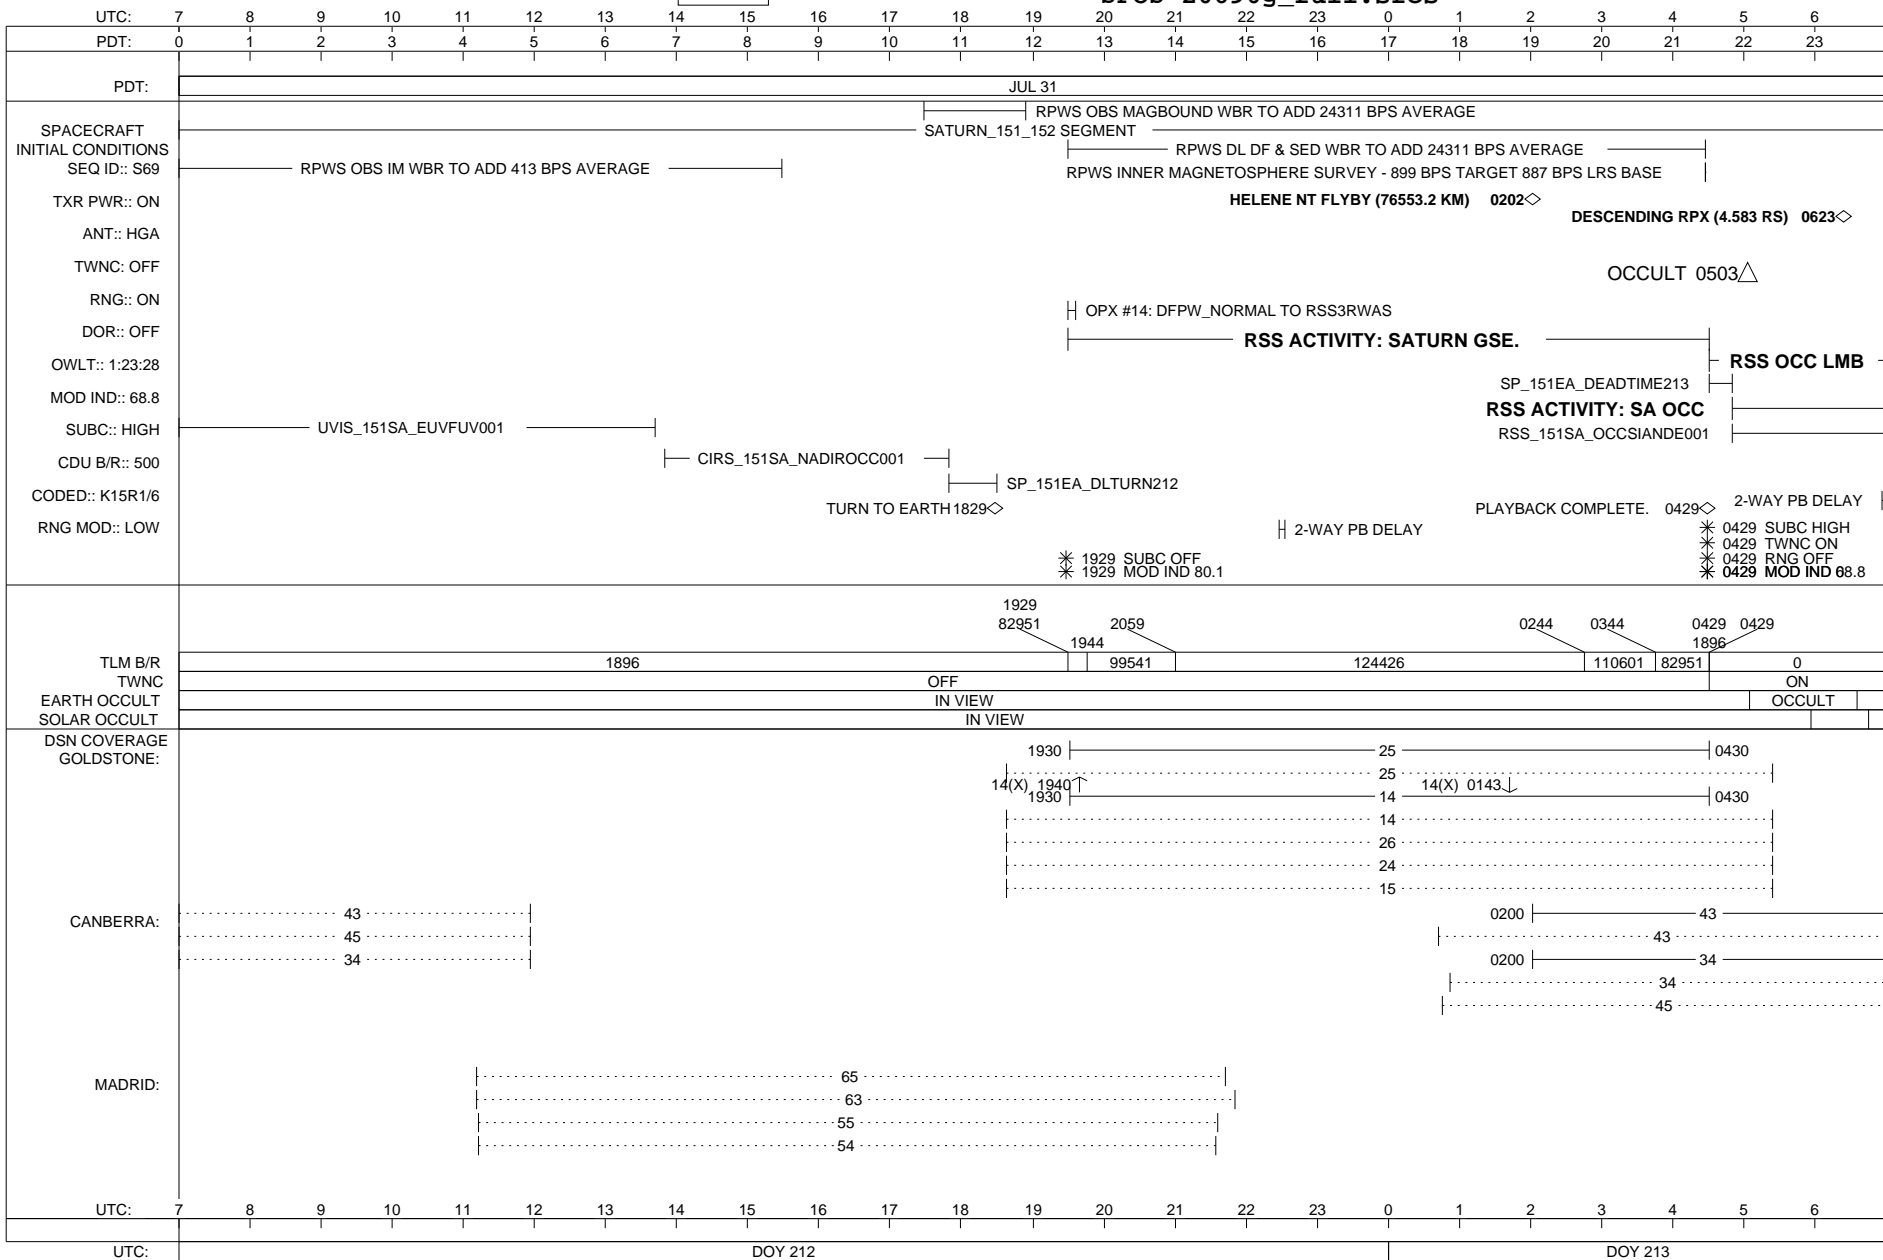 UTC: 7 8 9 10 11 12 13 14 15 16 17 18 19 20 21 22 23 0 1 2 3 4 5 6
PDT: 0 1 2 3 4 5 6 7 8 9 10 11 12 13 14 15 16 17 18 19 20 21 22 23
PDT: JUL 31
RPWS OBS MAGBOUND WBR TO ADD 24311 BPS AVERAGE
SPACECRAFT SATURN_151_152 SEGMENT
INITIAL CONDITIONS RPWS DL DF & SED WBR TO ADD 24311 BPS AVERAGE
SEQ ID:: S69 RPWS OBS IM WBR TO ADD 413 BPS AVERAGE RPWS INNER MAGNETOSPHERE SURVEY - 899 BPS TARGET 887 BPS LRS BASE
TXR PWR:: ON HELENE NT FLYBY (76553.2 KM) 0202
DESCENDING RPX (4.583 RS) 0623
ANT:: HGA
TWNC: OFF OCCULT 0503
RNG:: ON OPX #14: DFPW_NORMAL TO RSS3RWAS
DOR:: OFF RSS ACTIVITY: SATURN GSE.
OWLT:: 1:23:28 RSS OCC LMB
SP_151EA_DEADTIME213
MOD IND:: 68.8 RSS ACTIVITY: SA OCC
SUBC:: HIGH UVIS_151SA_EUVFUV001 RSS_151SA_OCCSIANDE001
CDU B/R:: 500 CIRS_151SA_NADIROCC001
SP_151EA_DLTURN212
CODED:: K15R1/6 2-WAY PB DELAY
TURN TO EARTH 1829 PLAYBACK COMPLETE. 0429
RNG MOD:: LOW 2-WAY PB DELAY 0429 SUBC HIGH
0429 TWNC ON
1929 SUBC OFF 0429 RNG OFF
1929 MOD IND 80.1 0429 MOD IND 68.8
1929
82951 2059 0244 0344 0429 0429
1944 1896
TLM B/R 1896 99541 124426 110601 82951 0
TWNC OFF ON
EARTH OCCULT IN VIEW OCCULT
SOLAR OCCULT IN VIEW
DSN COVERAGE
GOLDSTONE: 1930 25 0430
25
14(X) 1940 14(X) 0143
1930 14 0430
14
26
24
15
CANBERRA: 43 0200 43
45 43
34 0200 34
34
45
MADRID: 65
63
55
54
UTC: 7 8 9 10 11 12 13 14 15 16 17 18 19 20 21 22 23 0 1 2 3 4 5 6
UTC: DOY 212 DOY 213